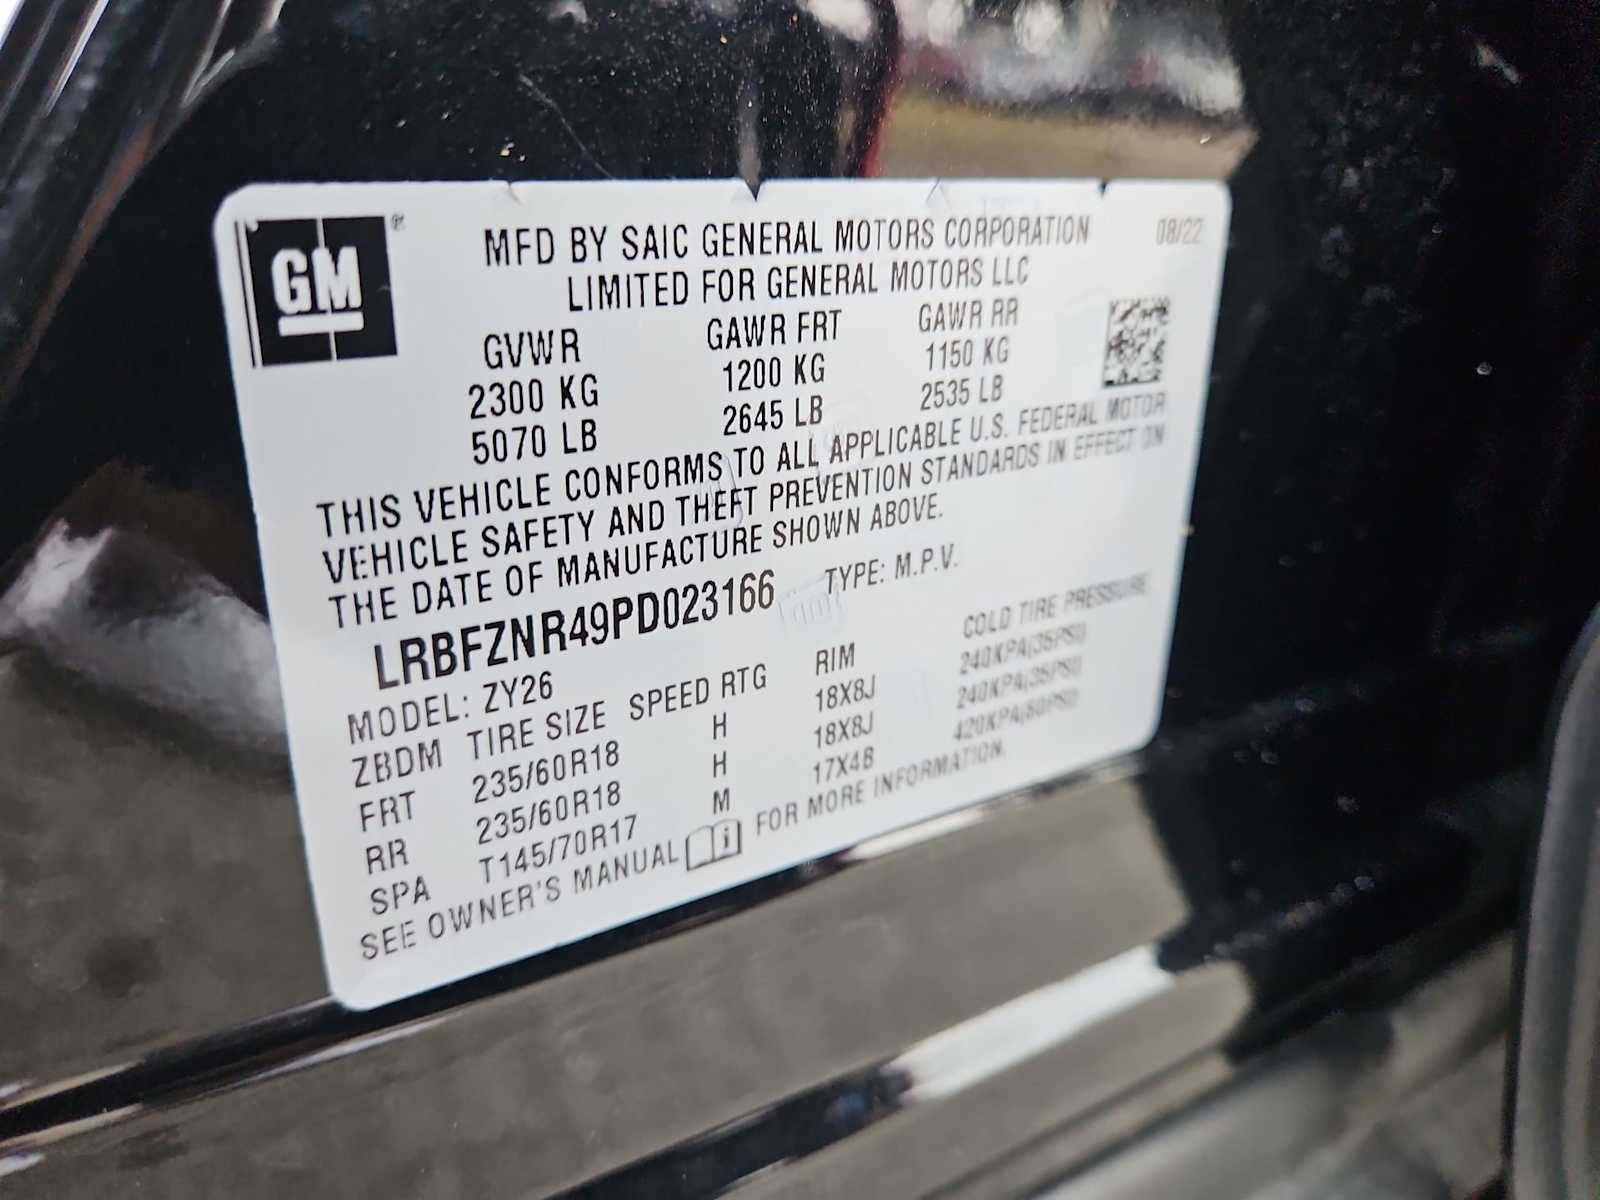 GM ®
MFD BY SAIC GENERAL MOTORS CORPORATION 08/22
LIMITED FOR GENERAL MOTORS LLC
GVWR GAWR FRT GAWR RR
2300 KG 1200 KG 1150 KG
5070 LB 2645 LB 2535 LB
THIS VEHICLE CONFORMS TO ALL APPLICABLE U.S. FEDERAL MOTOR
VEHICLE SAFETY AND THEFT PREVENTION STANDARDS IN EFFECT ON
THE DATE OF MANUFACTURE SHOWN ABOVE.
LRBFZNR49PD023166 TYPE: M.P.V.
MODEL: ZY26
ZBDM TIRE SIZE SPEED RTG RIM COLD TIRE PRESSURE
FRT 235/60R18 H 18X8J 240KPA(35PSI)
RR 235/60R18 H 18X8J 240KPA(35PSI)
SPA T145/70R17 M 17X4B 420KPA(60PSI)
SEE OWNER'S MANUAL FOR MORE INFORMATION.